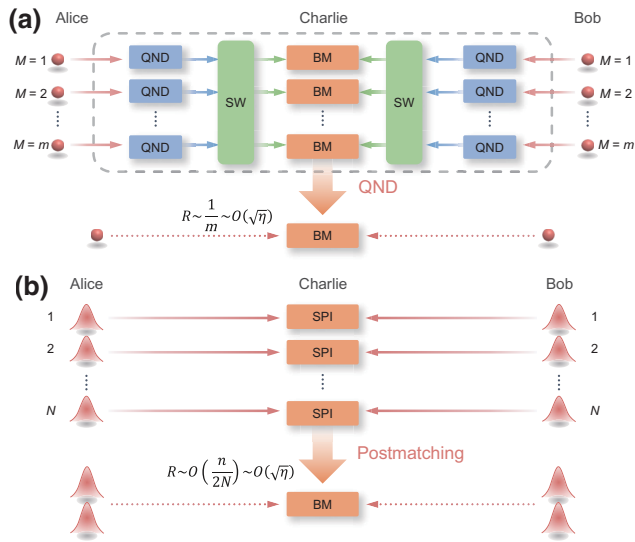 (a)
Alice Charlie Bob
M = 1 QND BM QND M = 1
M = 2 QND BM QND M = 2
SW SW
M = m QND BM QND M = m
QND
R~1/m~O(√η)
BM
(b)
Alice Charlie Bob
1 SPI 1
2 SPI 2
N SPI N
Postmatching
R~O(n/2N)~O(√η)
BM